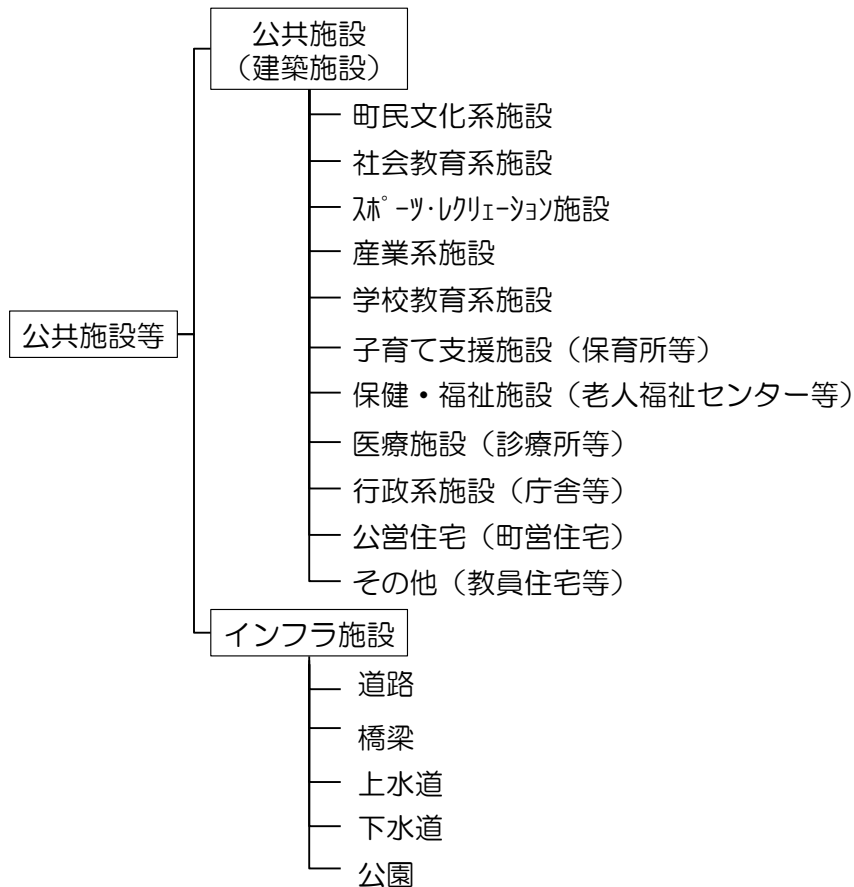 公共施設
（建築施設）
町民文化系施設
社会教育系施設
ｽﾎﾟｰﾂ･ﾚｸﾘｪｰｼｮﾝ施設
産業系施設
学校教育系施設
公共施設等
子育て支援施設（保育所等）
保健・福祉施設（老人福祉センター等）
医療施設（診療所等）
行政系施設（庁舎等）
公営住宅（町営住宅）
その他（教員住宅等）
インフラ施設
道路
橋梁
上水道
下水道
公園